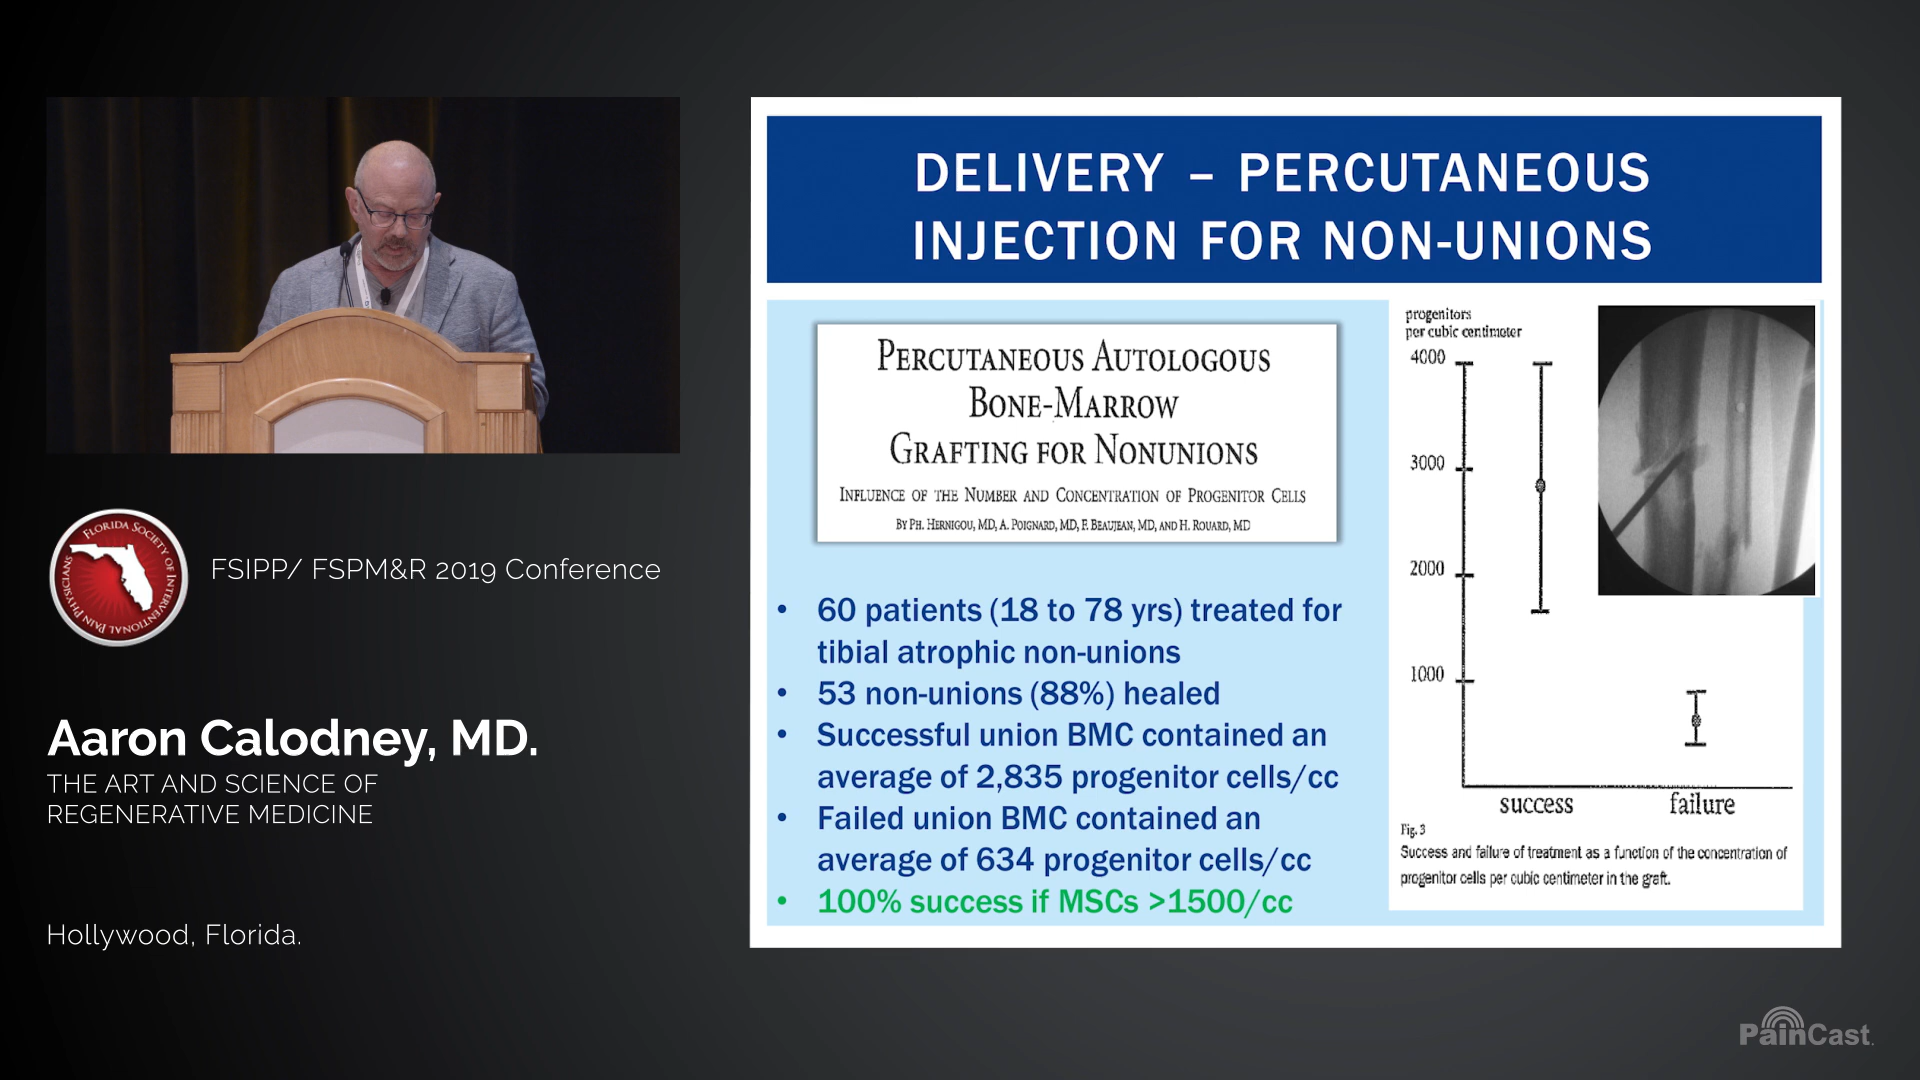 DELIVERY – PERCUTANEOUS
INJECTION FOR NON-UNIONS
PERCUTANEOUS AUTOLOGOUS
BONE-MARROW
GRAFTING FOR NONUNIONS
INFLUENCE OF THE NUMBER AND CONCENTRATION OF PROGENITOR CELLS
BY PH. HERNIGOU, MD, A. POIGNARD, MD, F. BEAUJEAN, MD, AND H. ROUARD, MD
• 60 patients (18 to 78 yrs) treated for
tibial atrophic non-unions
• 53 non-unions (88%) healed
• Successful union BMC contained an
average of 2,835 progenitor cells/cc
• Failed union BMC contained an
average of 634 progenitor cells/cc
• 100% success if MSCs >1500/cc
progenitors
per cubic centimeter
4000
3000
2000
1000
success failure
Fig. 3
Success and failure of treatment as a function of the concentration of
progenitor cells per cubic centimeter in the graft.
FLORIDA SOCIETY OF INTERVENTIONAL PAIN PHYSICIANS
FSIPP/ FSPM&R 2019 Conference
Aaron Calodney, MD.
THE ART AND SCIENCE OF
REGENERATIVE MEDICINE
Hollywood, Florida.
PainCast.